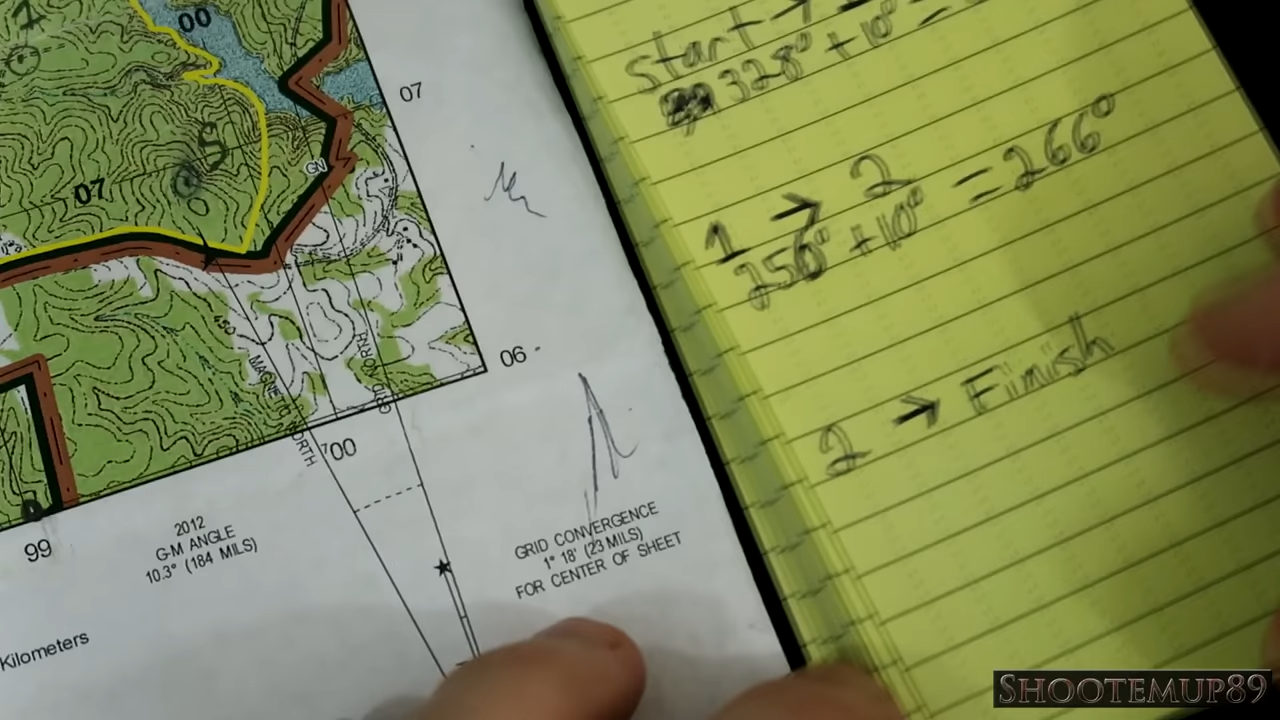 1
00
S
07
GN
07
450
MAGNETIC NORTH
GRID NORTH
06
⁷00
99
2012
G-M ANGLE
10.3° (184 MILS)
GRID CONVERGENCE
1° 18' (23 MILS)
FOR CENTER OF SHEET
Kilometers
start →
328° + 10° =
1 → 2
256° + 10° = 266°
2 → Finish
SHOOTEMUP89